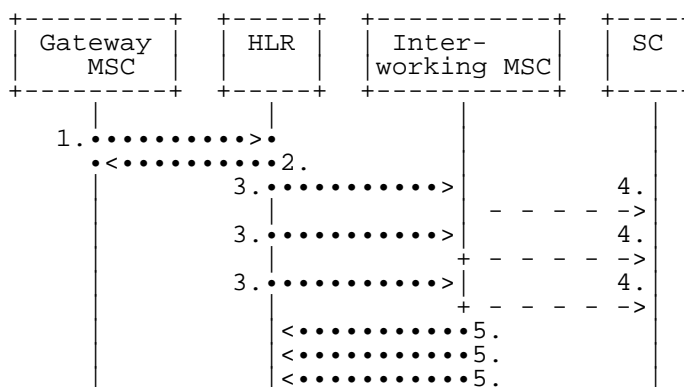 Gateway MSC
HLR
Inter-
working MSC
SC
1.
2.
3. 4.
3. 4.
3. 4.
5.
5.
5.